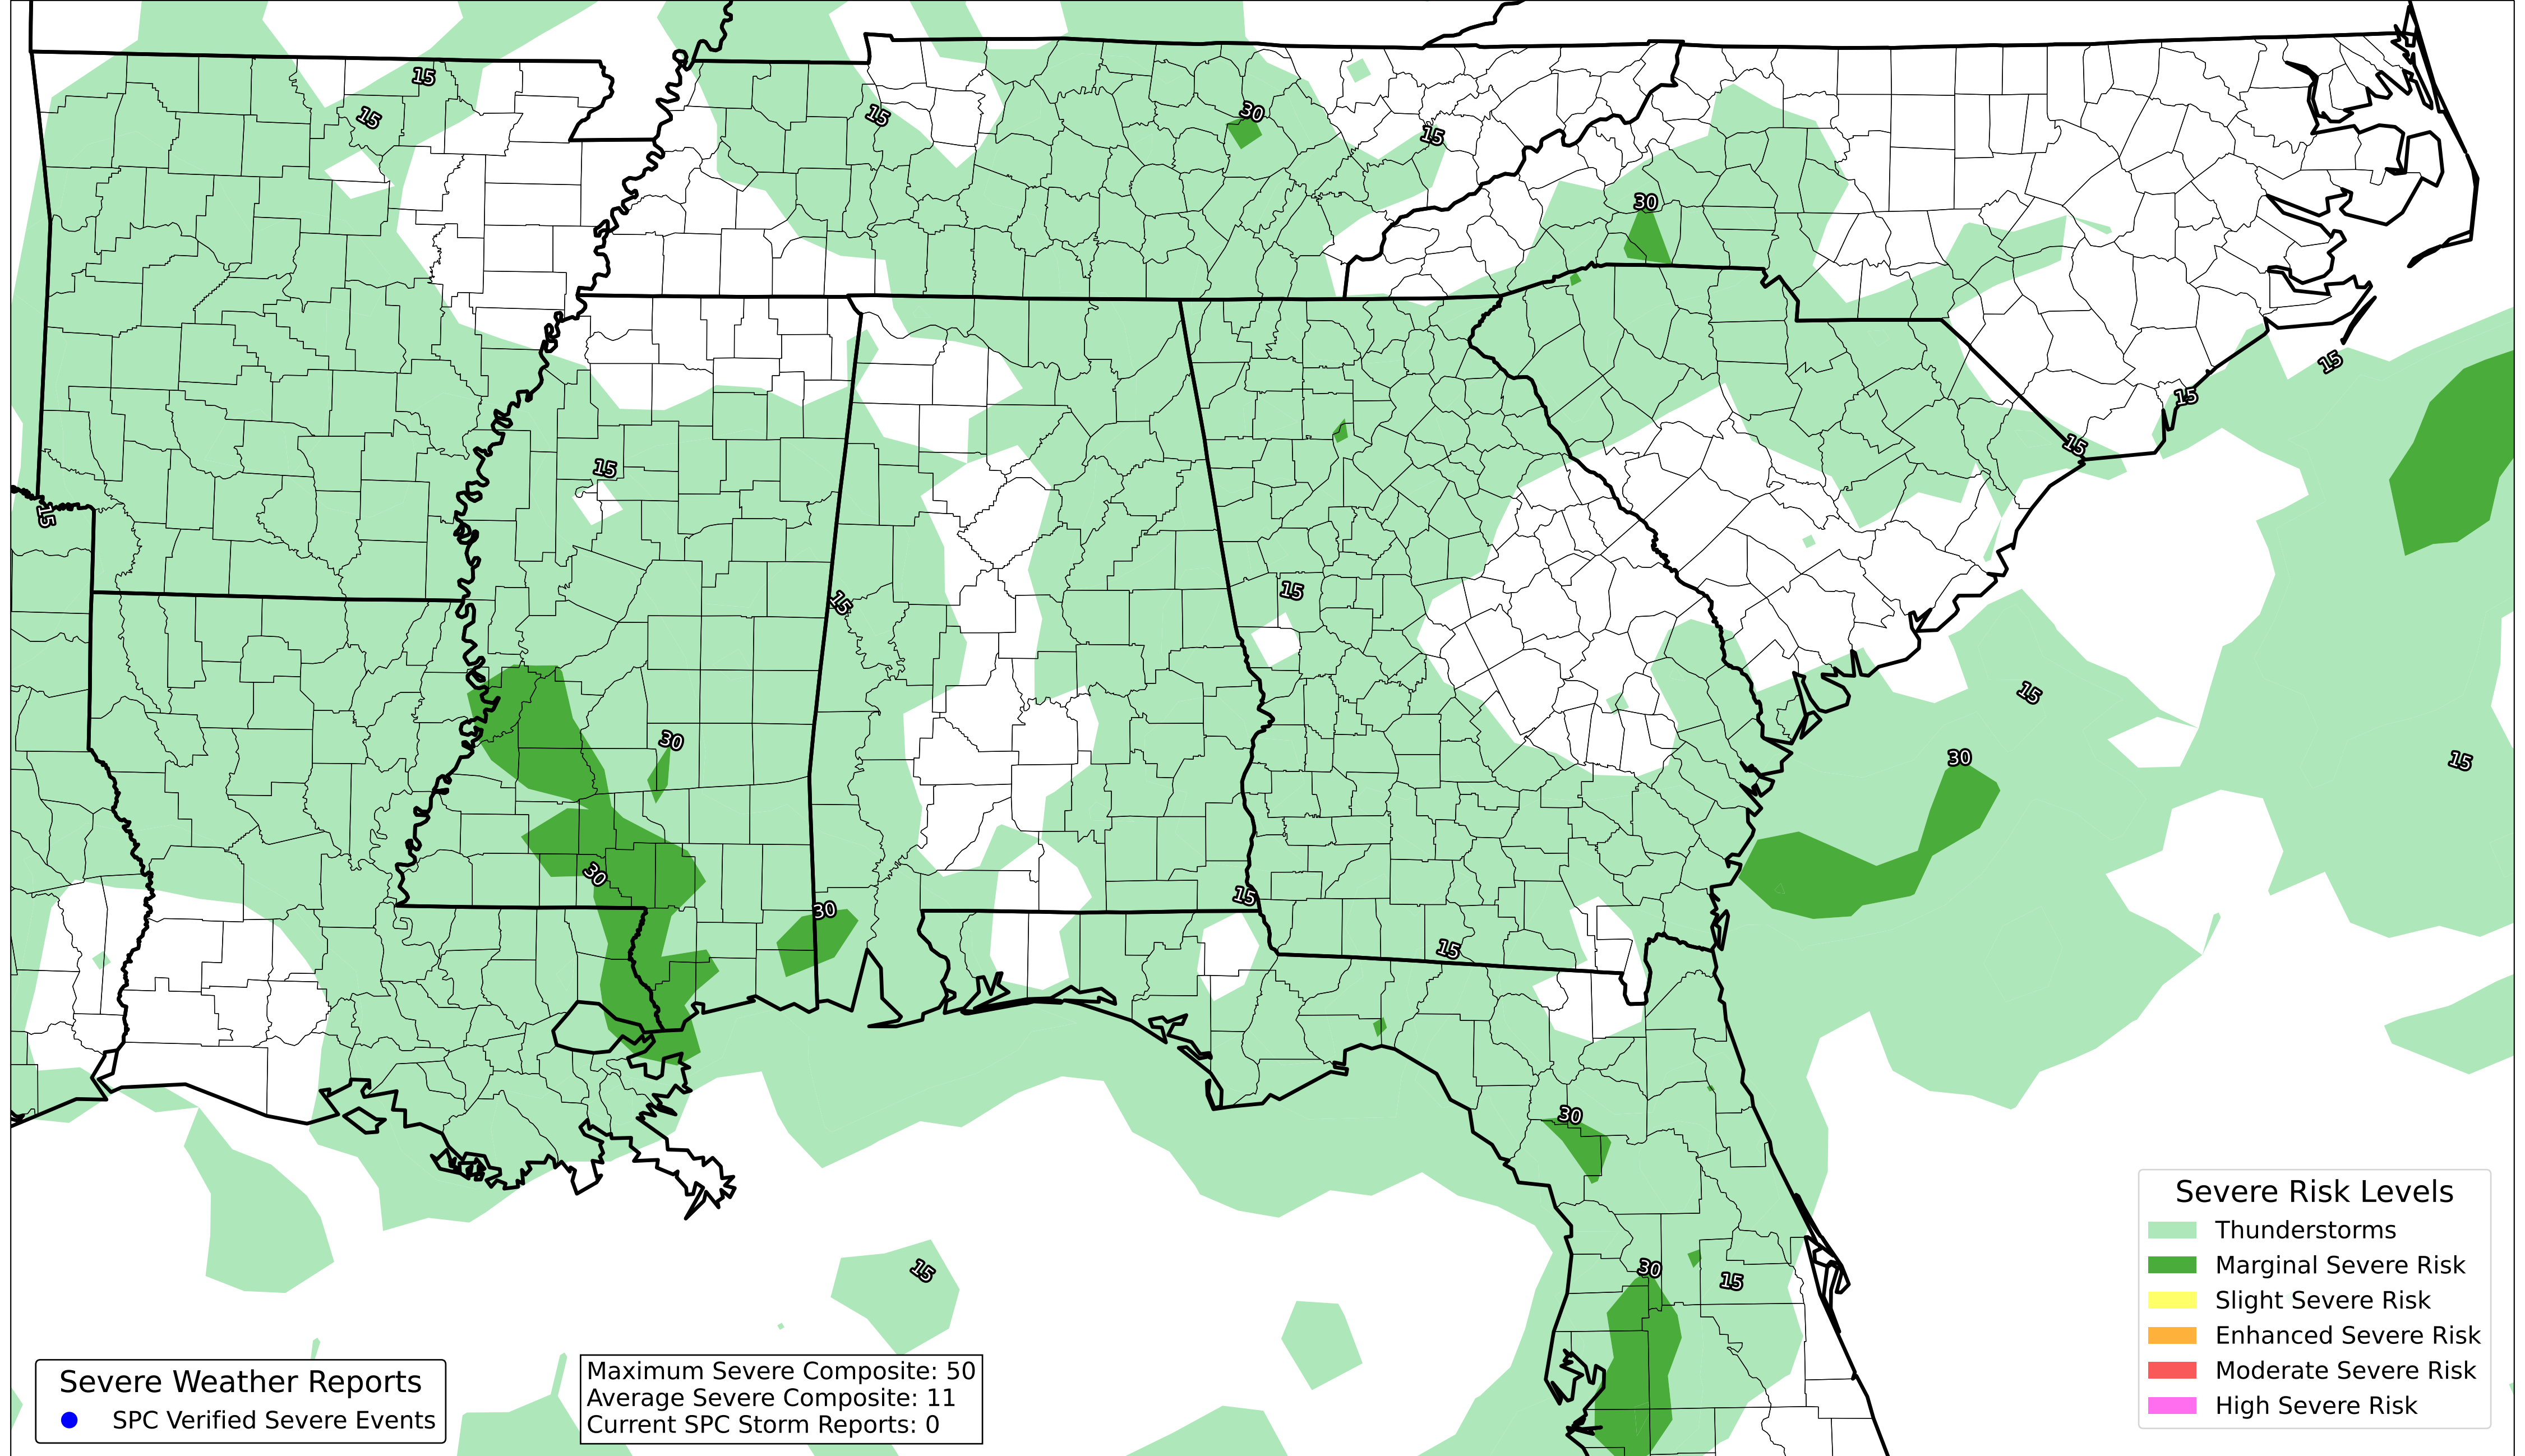 15
15
15
30
15
30
15
15
15
15
15
15
15
15
30
15
30
15
30
15
30
15
30
30
15
15
Severe Risk Levels
Thunderstorms
Marginal Severe Risk
Slight Severe Risk
Enhanced Severe Risk
Moderate Severe Risk
High Severe Risk
Severe Weather Reports
SPC Verified Severe Events
Maximum Severe Composite: 50
Average Severe Composite: 11
Current SPC Storm Reports: 0